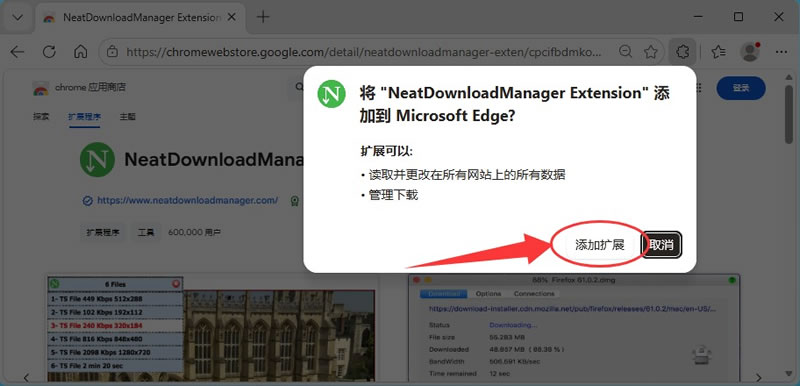 NeatDownloadManager Extension
https://chromewebstore.google.com/detail/neatdownloadmanager-exten/cpcifbdmko...
chrome 应用商店
登录
探索
扩展程序
主题
将 "NeatDownloadManager Extension" 添
加到 Microsoft Edge?
扩展可以:
• 读取并更改在所有网站上的所有数据
• 管理下载
添加扩展
取消
NeatDownloadMana
https://www.neatdownloadmanager.com/
扩展程序
工具
600,000 用户
6 Files
1- TS File 449 Kbps 512x288
2- TS File 102 Kbps 192x112
3- TS File 240 Kbps 320x184
4- TS File 816 Kbps 848x480
5- TS File 2098 Kbps 1280x720
6- TS File 2 min 20 sec
68% Firefox 61.0.2.dmg
Download
Options
Connections
https://download-installer.cdn.mozilla.net/pub/firefox/releases/61.0.2/mac/en-US/...
Status
Downloading...
File size
55.283 MB
Downloaded
48.857 MB ( 88.38 % )
BandWidth
506.591 KB/sec
Time remained
12 sec